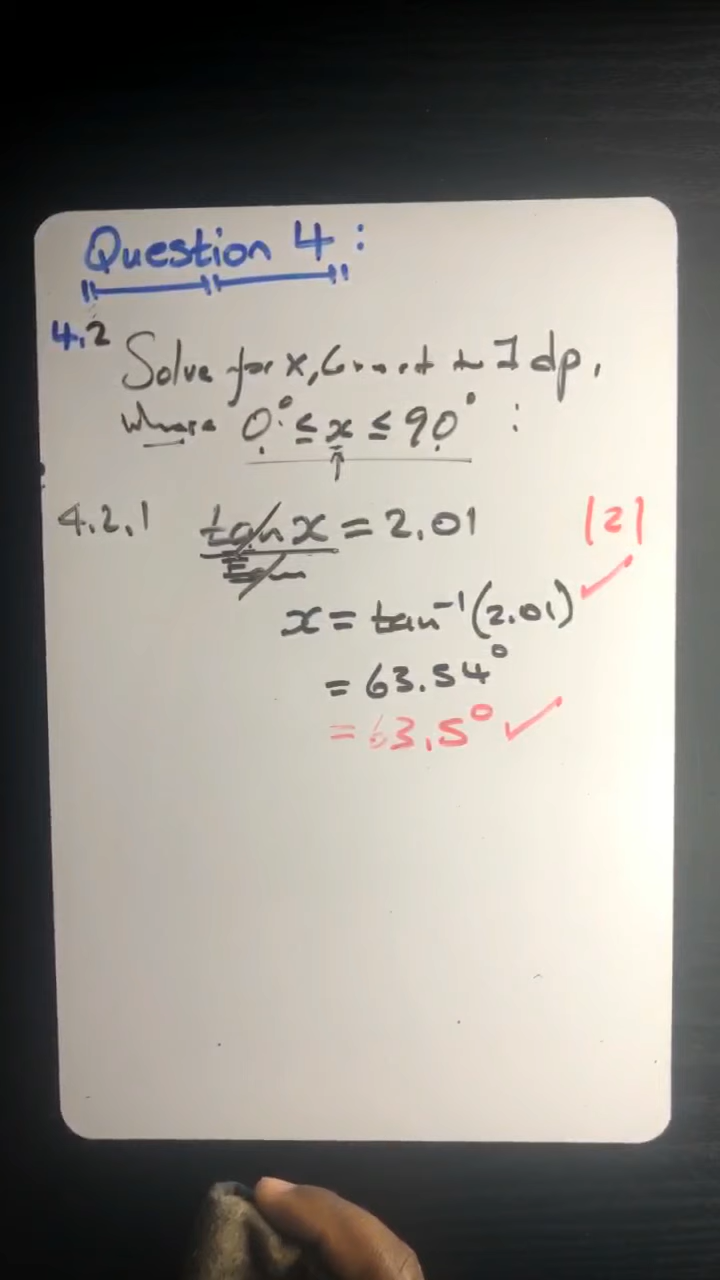 Question 4:
4.2
Solve for x, correct to 1 dp,
where 0° ≤ x ≤ 90° :
4.2.1 tan x = 2.01 (2)
tan
x = tan⁻¹(2.01) ✓
= 63.54°
= 63.5° ✓